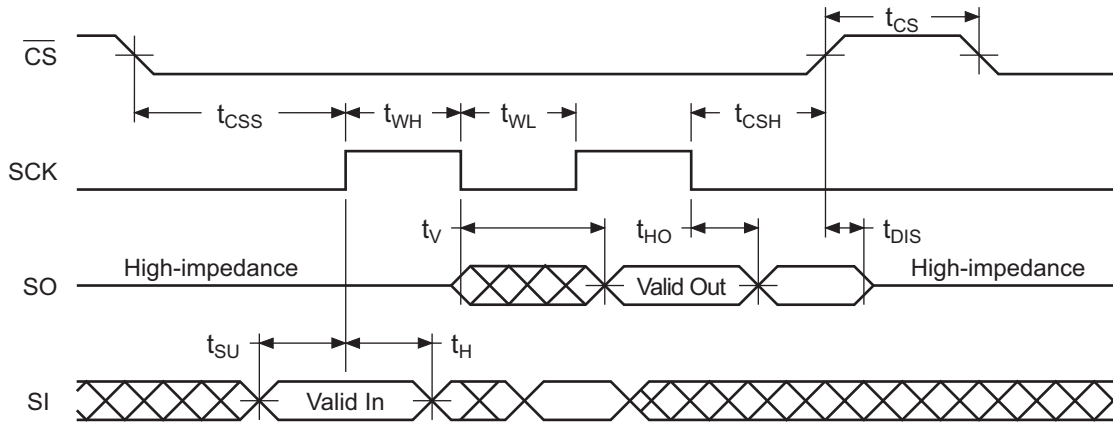 CS
tCS
tCSS
tWH
tWL
tCSH
SCK
tV
tHO
tDIS
High-impedance
High-impedance
SO
Valid Out
tSU
tH
SI
Valid In